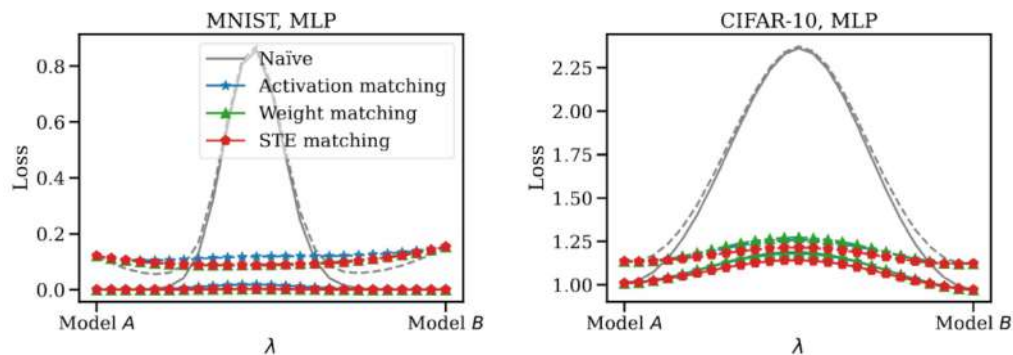 MNIST, MLP
Loss
0.8
0.6
0.4
0.2
0.0
Naïve
Activation matching
Weight matching
STE matching
Model A
Model B
λ
CIFAR-10, MLP
Loss
2.25
2.00
1.75
1.50
1.25
1.00
Model A
Model B
λ